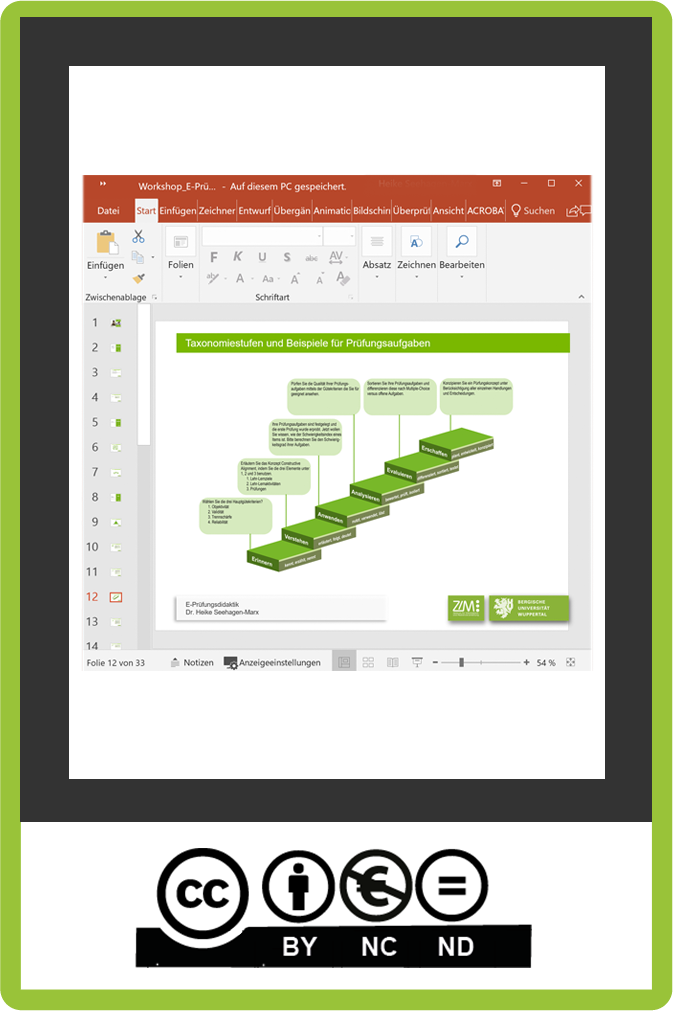 Workshop_E-Prü... - Auf diesem PC gespeichert.
Datei Start Einfügen Zeichner Entwurf Übergän Animatio Bildschirr Überprüf Ansicht ACROBA Suchen
Einfügen
Folien
F K U S abc AV
Absatz Zeichnen Bearbeiten
Aa A A
Zwischenablage
Schriftart
1
2
3
4
5
6
7
8
9
10
11
12
13
14
Taxonomiestufen und Beispiele für Prüfungsaufgaben
Prüfen Sie die Qualität Ihrer Prüfungs-
aufgaben mittels der Gütekriterien die Sie für
geeignet ansehen.
Sortieren Sie Ihre Prüfungsaufgaben und
differenzieren diese nach Multiple-Choice
versus offene Aufgaben.
Konzipieren Sie ein Prüfungskonzept unter
Berücksichtigung aller einzelnen Handlungen
und Entscheidungen
Ihre Prüfungsaufgaben sind festgelegt und
die erste Prüfung wurde erprobt. Jetzt wollen
Sie wissen, wie der Schwierigkeitsindex eines
Items ist. Bitte berechnen Sie den Schwierig-
keitsgrad Ihrer Aufgaben.
Erläutern Sie das Konzept Constructive
Alignment, indem Sie die drei Elemente unter
1, 2 und 3 benutzen.
1. Lehr-Lernziele
2. Lehr-Lernaktivitäten
3. Prüfungen
Wählen Sie die drei Hauptgütekriterien?
1. Objektivität
2. Validität
3. Trennschärfe
4. Reliabilität
Erschaffen
Evaluieren
Analysieren
Anwenden
Verstehen
Erinnern
E-Prüfungsdidaktik
Dr. Heike Seehagen-Marx
ZIM
BERGISCHE
UNIVERSITÄT
WUPPERTAL
Folie 12 von 33 Notizen Anzeigeeinstellungen 54 %
cc
BY NC ND